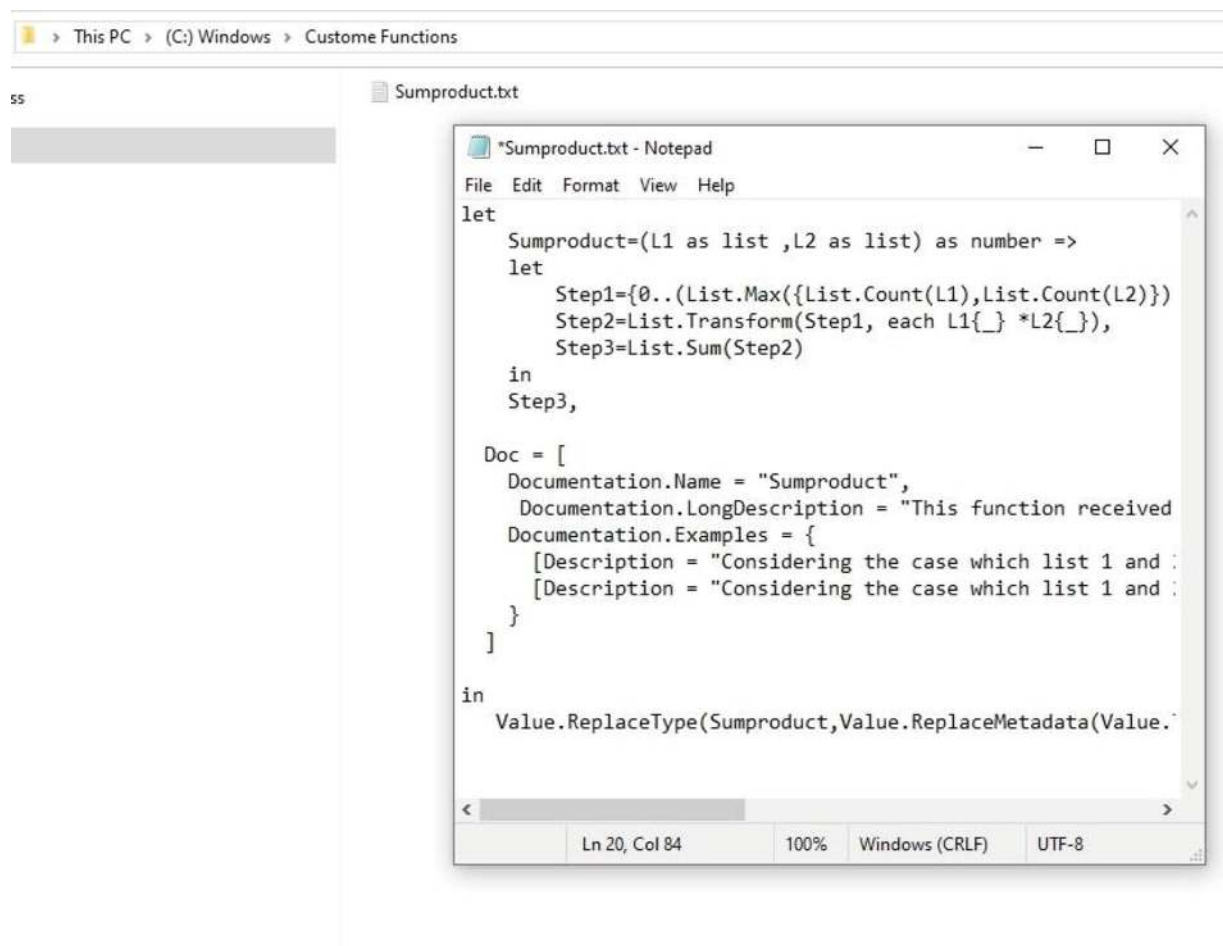 > This PC > (C:) Windows > Custome Functions
ss
Sumproduct.txt
*Sumproduct.txt - Notepad
File Edit Format View Help
let
Sumproduct=(L1 as list ,L2 as list) as number =>
let
Step1={0..(List.Max({List.Count(L1),List.Count(L2)})
Step2=List.Transform(Step1, each L1{_} *L2{_}),
Step3=List.Sum(Step2)
in
Step3,
Doc = [
Documentation.Name = "Sumproduct",
Documentation.LongDescription = "This function received
Documentation.Examples = {
[Description = "Considering the case which list 1 and
[Description = "Considering the case which list 1 and
}
]
in
Value.ReplaceType(Sumproduct,Value.ReplaceMetadata(Value.
Ln 20, Col 84 100% Windows (CRLF) UTF-8